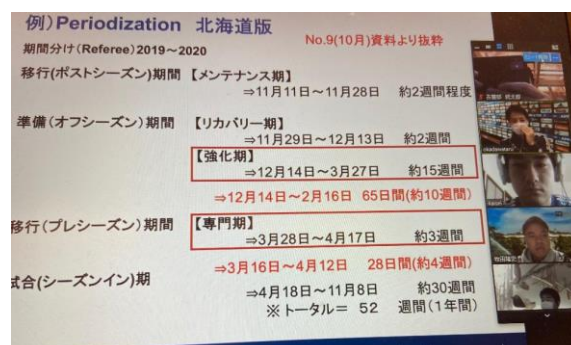 例）Periodization　北海道版
No.9(10月)資料より抜粋
期間分け(Referee)2019～2020
移行(ポストシーズン)期間【メンテナンス期】
⇒11月11日～11月28日　約2週間程度
準備(オフシーズン)期間【リカバリー期】
⇒11月29日～12月13日　約2週間
【強化期】
⇒12月14日～3月27日　約15週間
⇒12月14日～2月16日 65日間(約10週間)
移行(プレシーズン)期間【専門期】
⇒3月28日～4月17日　約3週間
⇒3月16日～4月12日　28日間(約4週間)
試合(シーズンイン)期
⇒4月18日～11月8日　約30週間
※トータル＝ 52 週間(1年間)